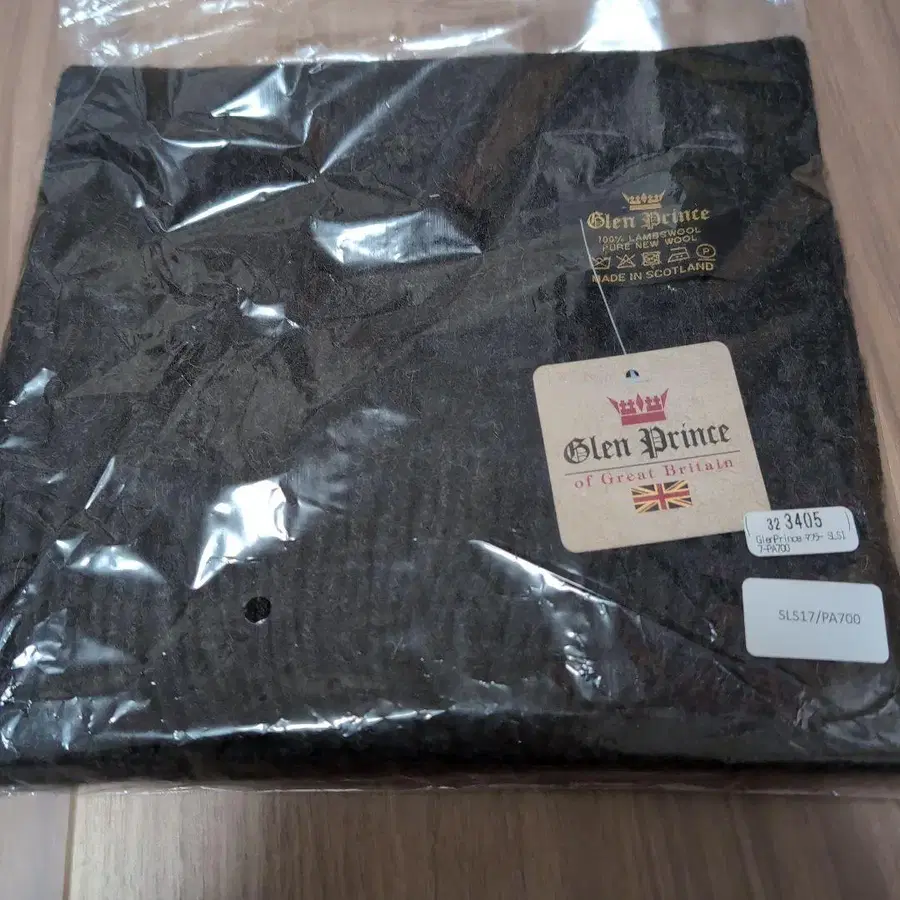 Glen Prince
100% LAMBSWOOL
PURE NEW WOOL
P
MADE IN SCOTLAND
Glen Prince
of Great Britain
32 3405
GlenPrince マフラー SLS1
7-PA700
SLS17/PA700